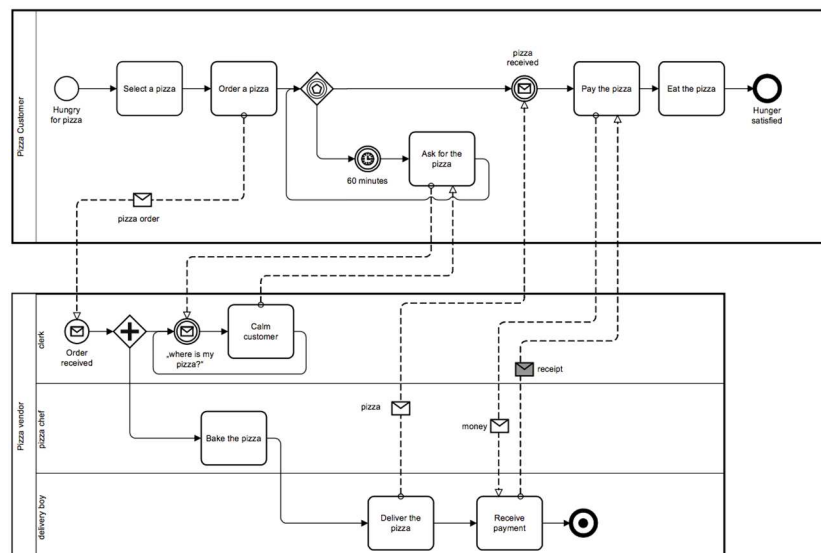 Pizza Customer
Hungry
for pizza
Select a pizza
Order a pizza
pizza
received
Pay the pizza
Eat the pizza
Hunger
satisfied
60 minutes
Ask for the
pizza
pizza order
Pizza vendor
clerk
Order
received
„where is my
pizza?“
Calm
customer
receipt
pizza
money
pizza chef
Bake the pizza
delivery boy
Deliver the
pizza
Receive
payment